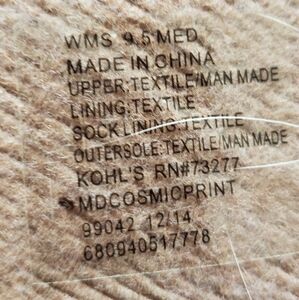 WMS 9.5 MED
MADE IN CHINA
UPPER:TEXTILE/MAN MADE
LINING:TEXTILE
SOCK LINING:TEXTILE
OUTERSOLE:TEXTILE/MAN MADE
KOHL'S RN#73277
MDCOSMICPRINT
99042 12/14
680940517778